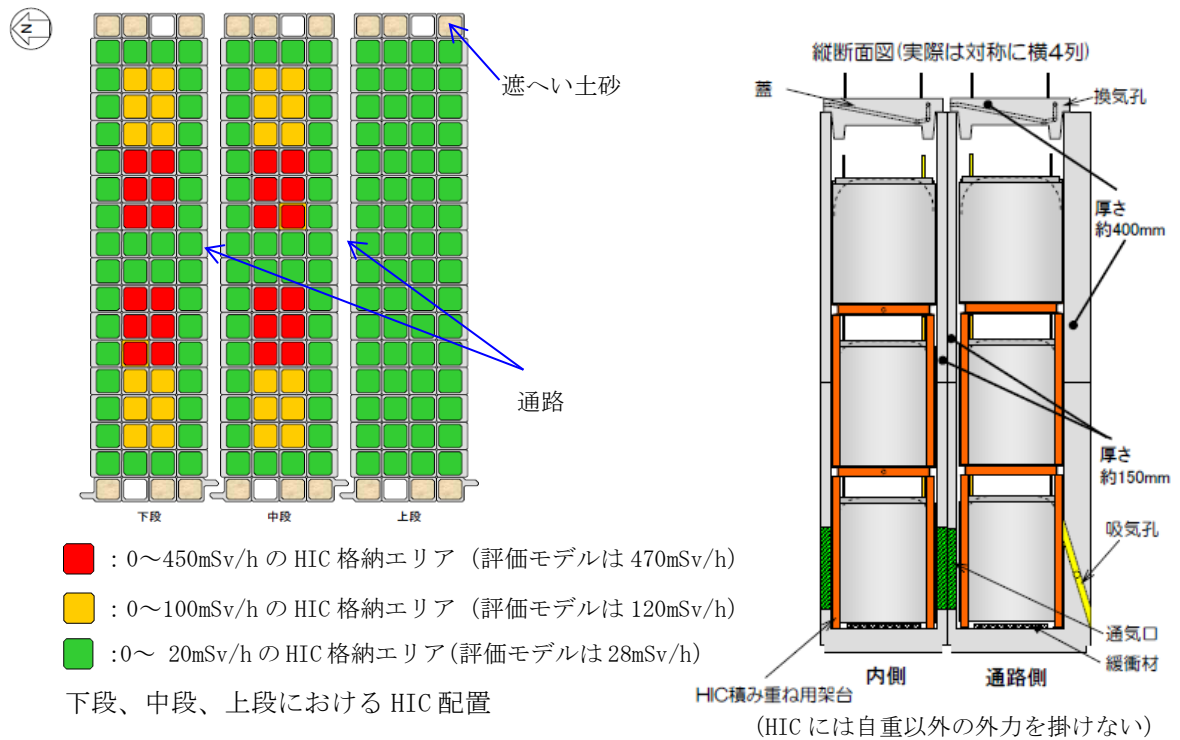 N
遮へい土砂
通路
下段
中段
上段
:0～450mSv/h の HIC 格納エリア (評価モデルは 470mSv/h)
:0～100mSv/h の HIC 格納エリア (評価モデルは 120mSv/h)
:0～ 20mSv/h の HIC 格納エリア(評価モデルは 28mSv/h)
下段、中段、上段における HIC 配置
縦断面図(実際は対称に横4列)
蓋
換気孔
厚さ
約400mm
厚さ
約150mm
吸気孔
通気口
緩衝材
内側
通路側
HIC積み重ね用架台
(HIC には自重以外の外力を掛けない)